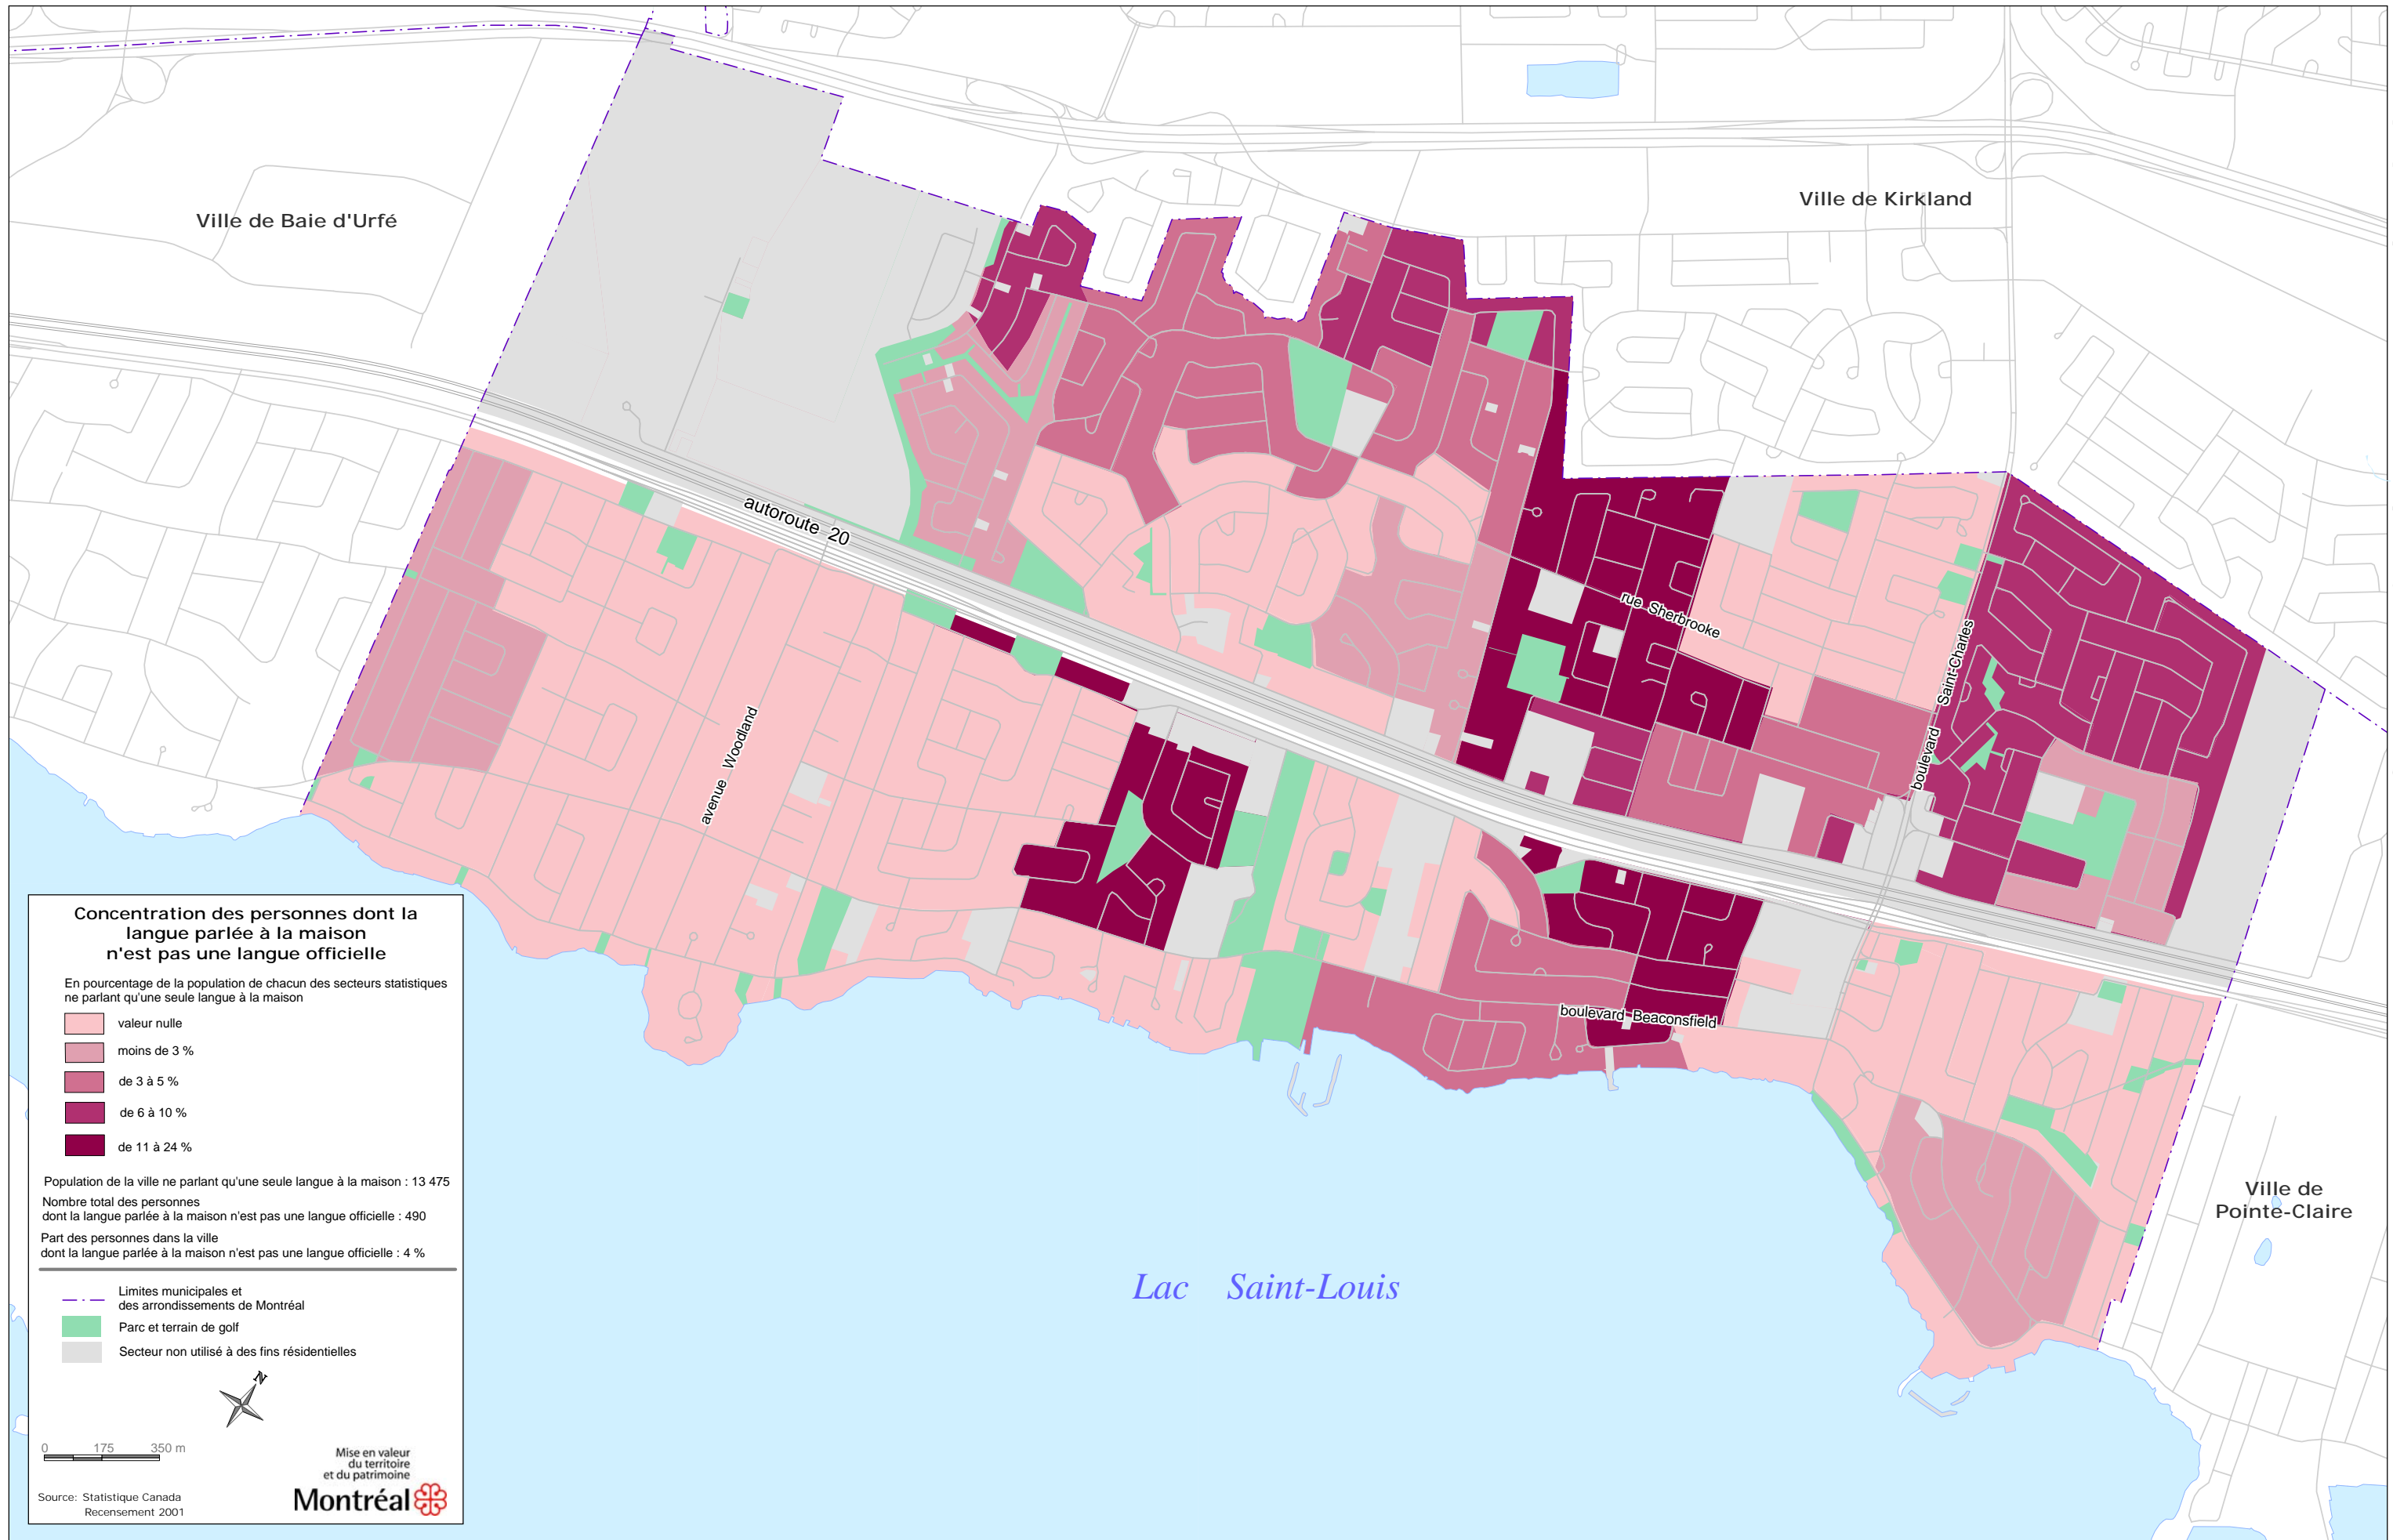 Ville de Baie d'Urfé
Ville de Kirkland
autoroute 20
rue Sherbrooke
boulevard Saint-Charles
avenue Woodland
boulevard Beaconsfield
Ville de
Pointe-Claire
Lac Saint-Louis
Concentration des personnes dont la
langue parlée à la maison
n'est pas une langue officielle
En pourcentage de la population de chacun des secteurs statistiques
ne parlant qu'une seule langue à la maison
valeur nulle
moins de 3 %
de 3 à 5 %
de 6 à 10 %
de 11 à 24 %
Population de la ville ne parlant qu'une seule langue à la maison : 13 475
Nombre total des personnes
dont la langue parlée à la maison n'est pas une langue officielle : 490
Part des personnes dans la ville
dont la langue parlée à la maison n'est pas une langue officielle : 4 %
Limites municipales et
des arrondissements de Montréal
Parc et terrain de golf
Secteur non utilisé à des fins résidentielles
N
0 175 350 m
Mise en valeur
du territoire
et du patrimoine
Montréal
Source: Statistique Canada
Recensement 2001